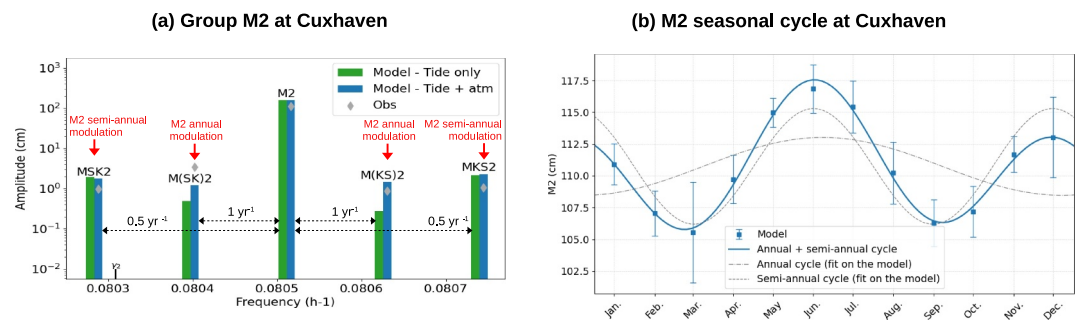 (a) Group M2 at Cuxhaven
Amplitude (cm)
10³
10²
10¹
10⁰
10⁻¹
10⁻²
Model - Tide only
Model - Tide + atm
Obs
M2 semi-annual
modulation
M2 annual
modulation
M2 annual
modulation
M2 semi-annual
modulation
M2
MSK2
M(SK)2
M(KS)2
MKS2
0.5 yr⁻¹
1 yr⁻¹
1 yr⁻¹
0.5 yr⁻¹
γ₂
0.0803
0.0804
0.0805
0.0806
0.0807
Frequency (h-1)
(b) M2 seasonal cycle at Cuxhaven
M2 (cm)
117.5
115.0
112.5
110.0
107.5
105.0
102.5
Model
Annual + semi-annual cycle
Annual cycle (fit on the model)
Semi-annual cycle (fit on the model)
Jan.
Feb.
Mar.
Apr.
May
Jun.
Jul.
Aug.
Sep.
Oct.
Nov.
Dec.